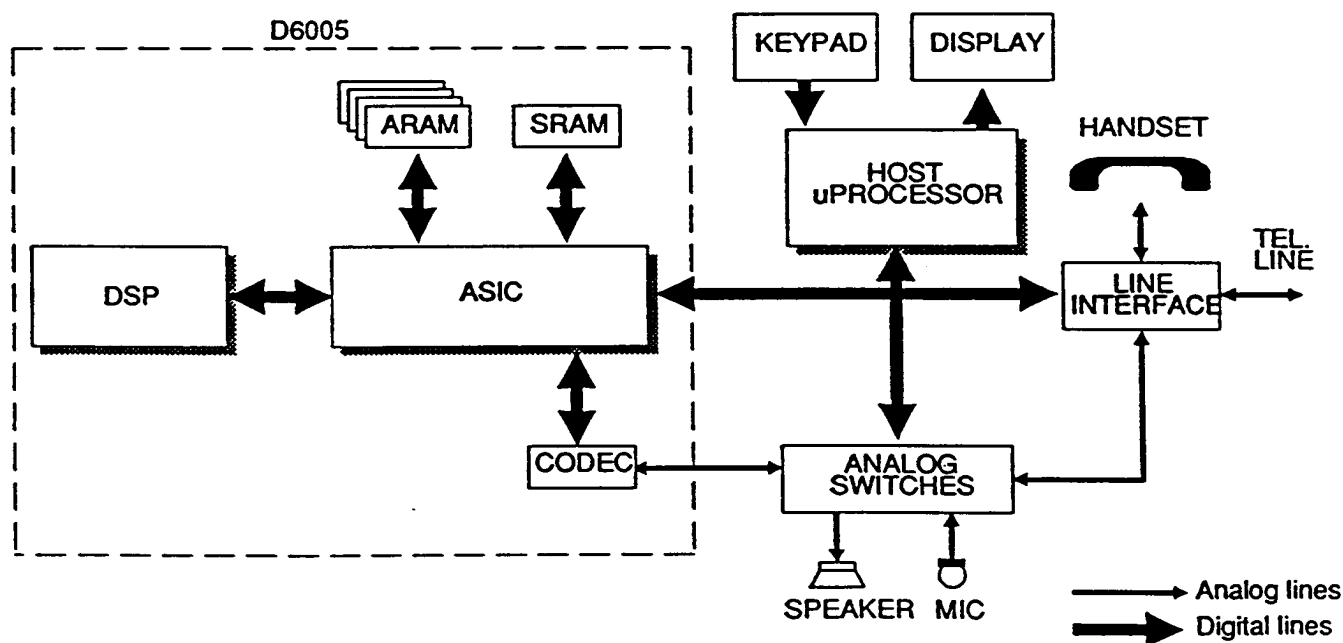 D6005
KEYPAD
DISPLAY
ARAM
SRAM
HOST
uPROCESSOR
HANDSET
DSP
ASIC
LINE
INTERFACE
TEL.
LINE
CODEC
ANALOG
SWITCHES
SPEAKER
MIC
Analog lines
Digital lines